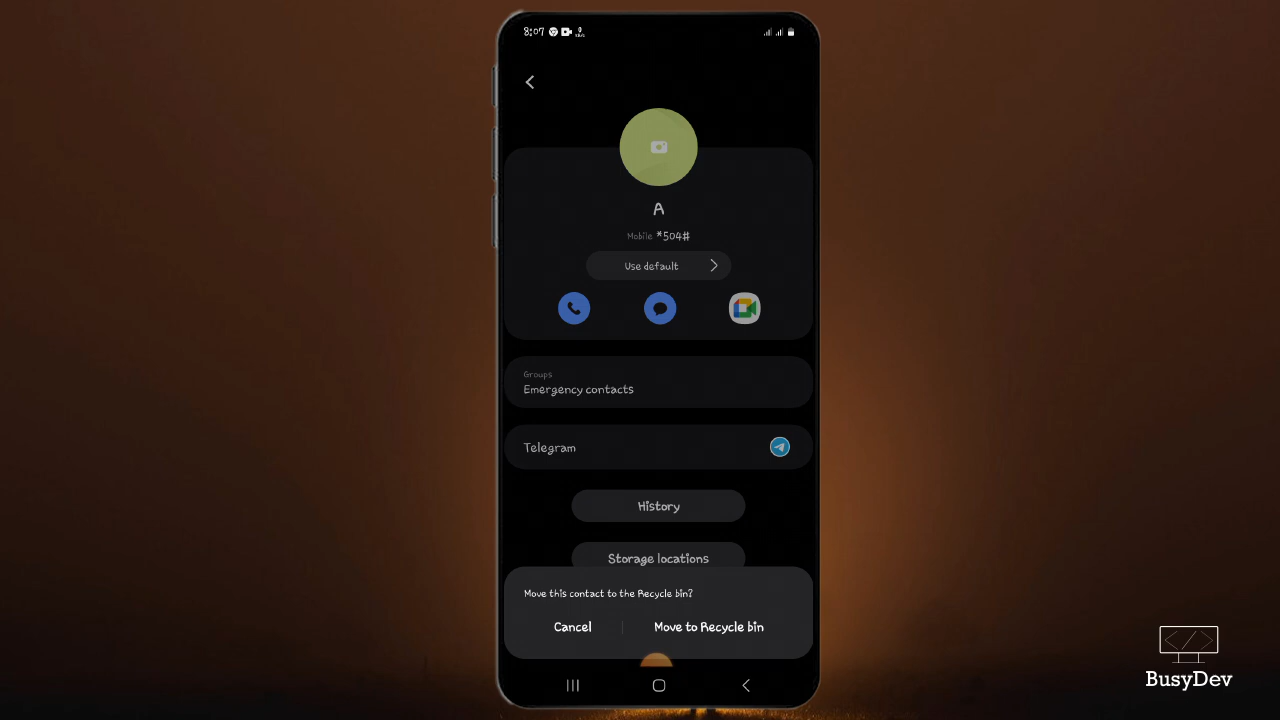 8:07
A
Mobile *504#
Use default
Groups
Emergency contacts
Telegram
History
Storage locations
Move this contact to the Recycle bin?
Cancel
Move to Recycle bin
</>
BusyDev